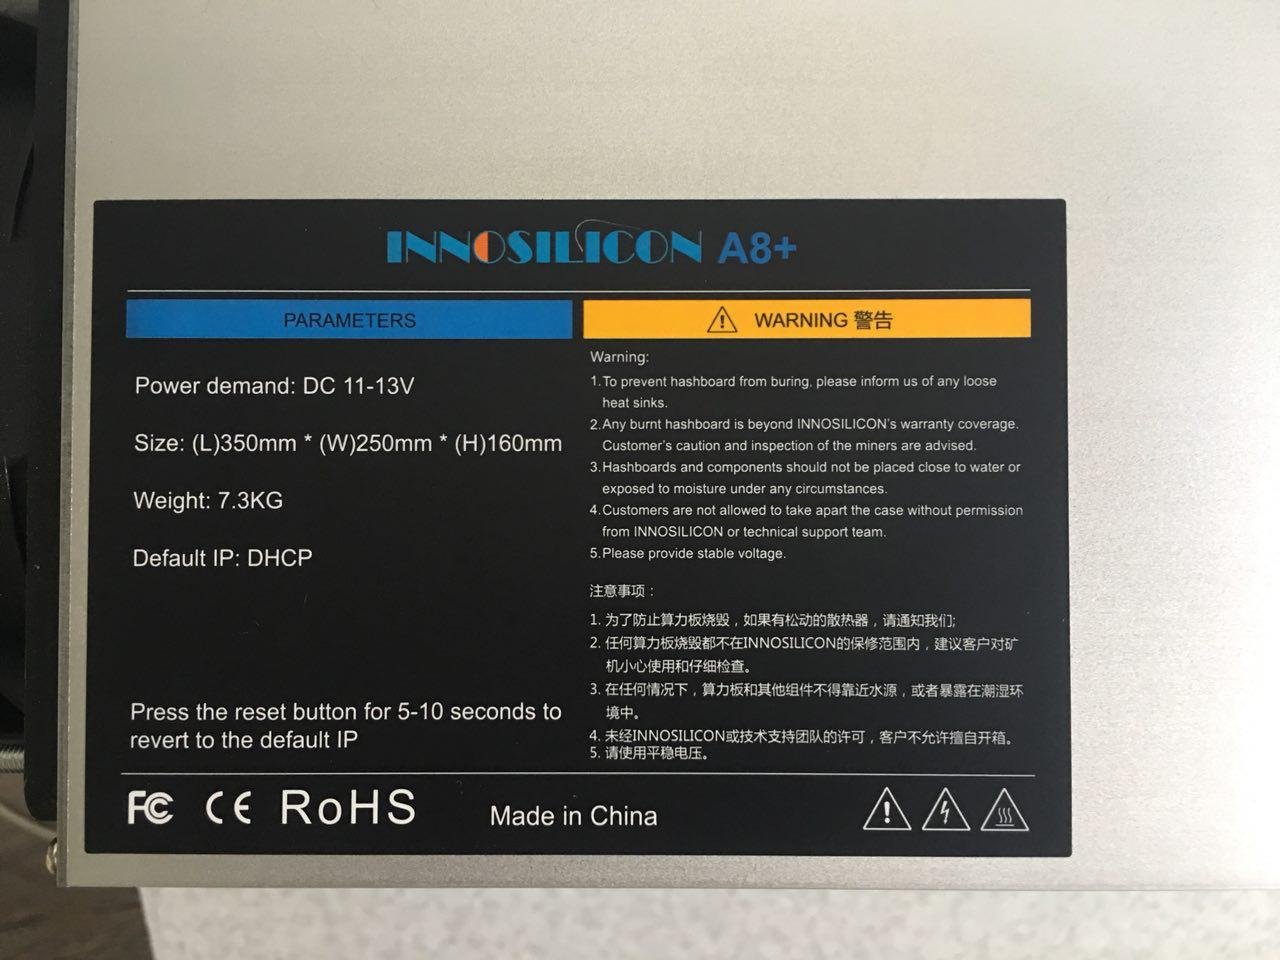 INNOSILICON A8+
PARAMETERS
Power demand: DC 11-13V
Size: (L)350mm * (W)250mm * (H)160mm
Weight: 7.3KG
Default IP: DHCP
Press the reset button for 5-10 seconds to
revert to the default IP
WARNING 警告
Warning:
1.To prevent hashboard from buring, please inform us of any loose
heat sinks.
2.Any burnt hashboard is beyond INNOSILICON's warranty coverage.
Customer's caution and inspection of the miners are advised.
3.Hashboards and components should not be placed close to water or
exposed to moisture under any circumstances.
4.Customers are not allowed to take apart the case without permission
from INNOSILICON or technical support team.
5.Please provide stable voltage.
注意事项：
1. 为了防止算力板烧毁，如果有松动的散热器，请通知我们;
2. 任何算力板烧毁都不在INNOSILICON的保修范围内，建议客户对矿
机小心使用和仔细检查。
3. 在任何情况下，算力板和其他组件不得靠近水源，或者暴露在潮湿环
境中。
4. 未经INNOSILICON或技术支持团队的许可，客户不允许擅自开箱。
5. 请使用平稳电压。
FC CE RoHS
Made in China